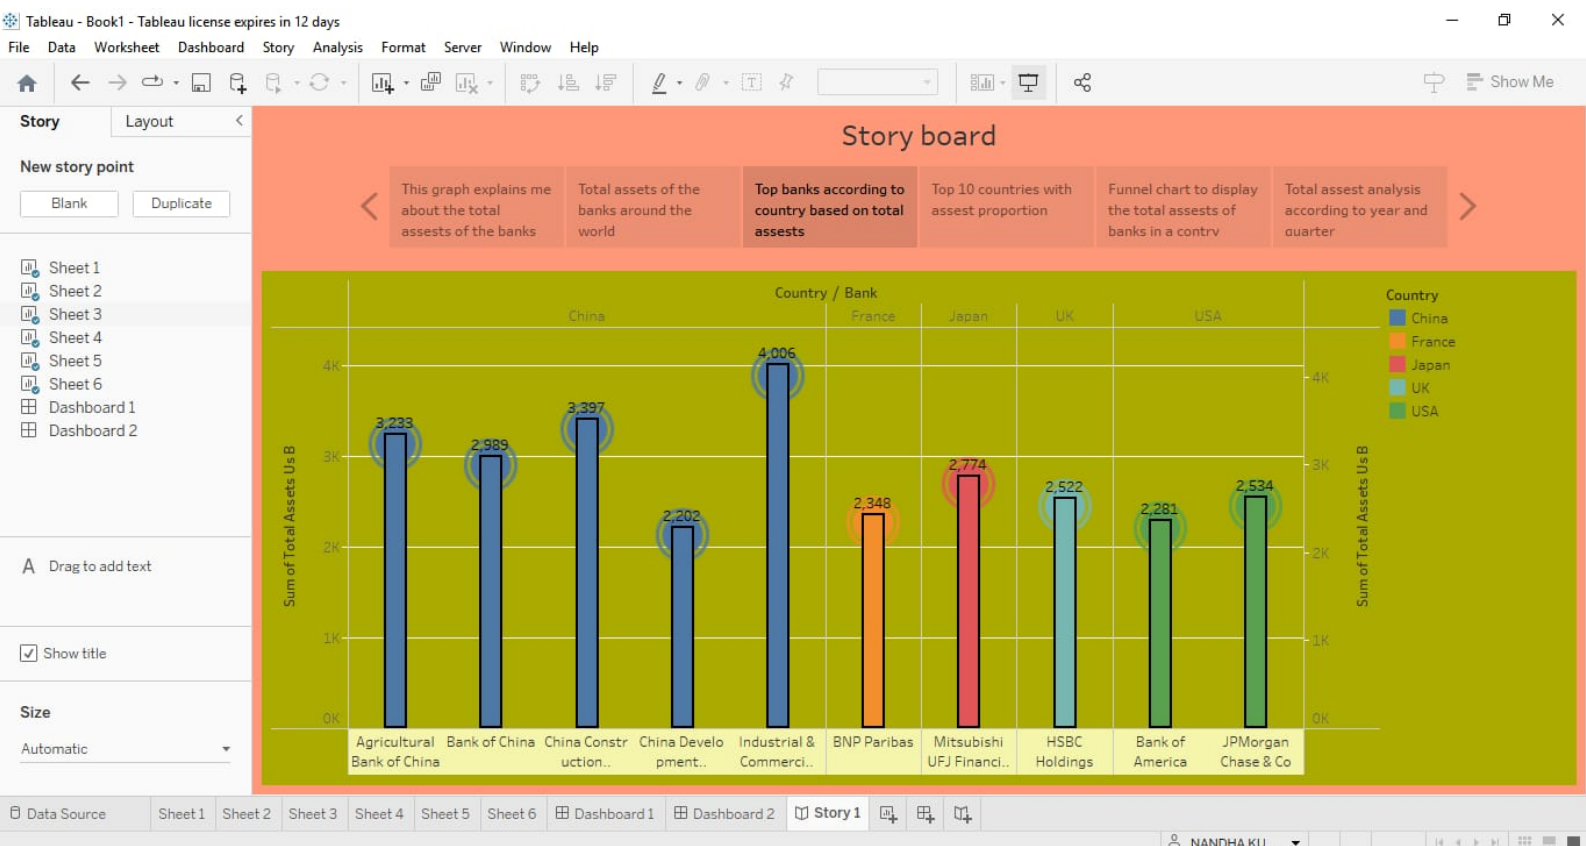 Tableau - Book1 - Tableau license expires in 12 days
File Data Worksheet Dashboard Story Analysis Format Server Window Help
Show Me
Story Layout
New story point
Blank Duplicate
Sheet 1
Sheet 2
Sheet 3
Sheet 4
Sheet 5
Sheet 6
Dashboard 1
Dashboard 2
A Drag to add text
Show title
Size
Automatic
Story board
This graph explains me
about the total
assests of the banks
Total assets of the
banks around the
world
Top banks according to
country based on total
assests
Top 10 countries with
assest proportion
Funnel chart to display
the total assests of
banks in a contry
Total assest analysis
according to year and
quarter
Country / Bank
China France Japan UK USA
Sum of Total Assets Us B
4K
3K
2K
1K
0K
3,233
2,989
3,397
2,202
4,006
2,348
2,774
2,522
2,281
2,534
4K
3K
2K
1K
0K
Sum of Total Assets Us B
Agricultural
Bank of China
Bank of China
China Constr
uction..
China Develo
pment..
Industrial &
Commerci..
BNP Paribas
Mitsubishi
UFJ Financi..
HSBC
Holdings
Bank of
America
JPMorgan
Chase & Co
Country
China
France
Japan
UK
USA
Data Source Sheet 1 Sheet 2 Sheet 3 Sheet 4 Sheet 5 Sheet 6 Dashboard 1 Dashboard 2 Story 1
NANDHA KU